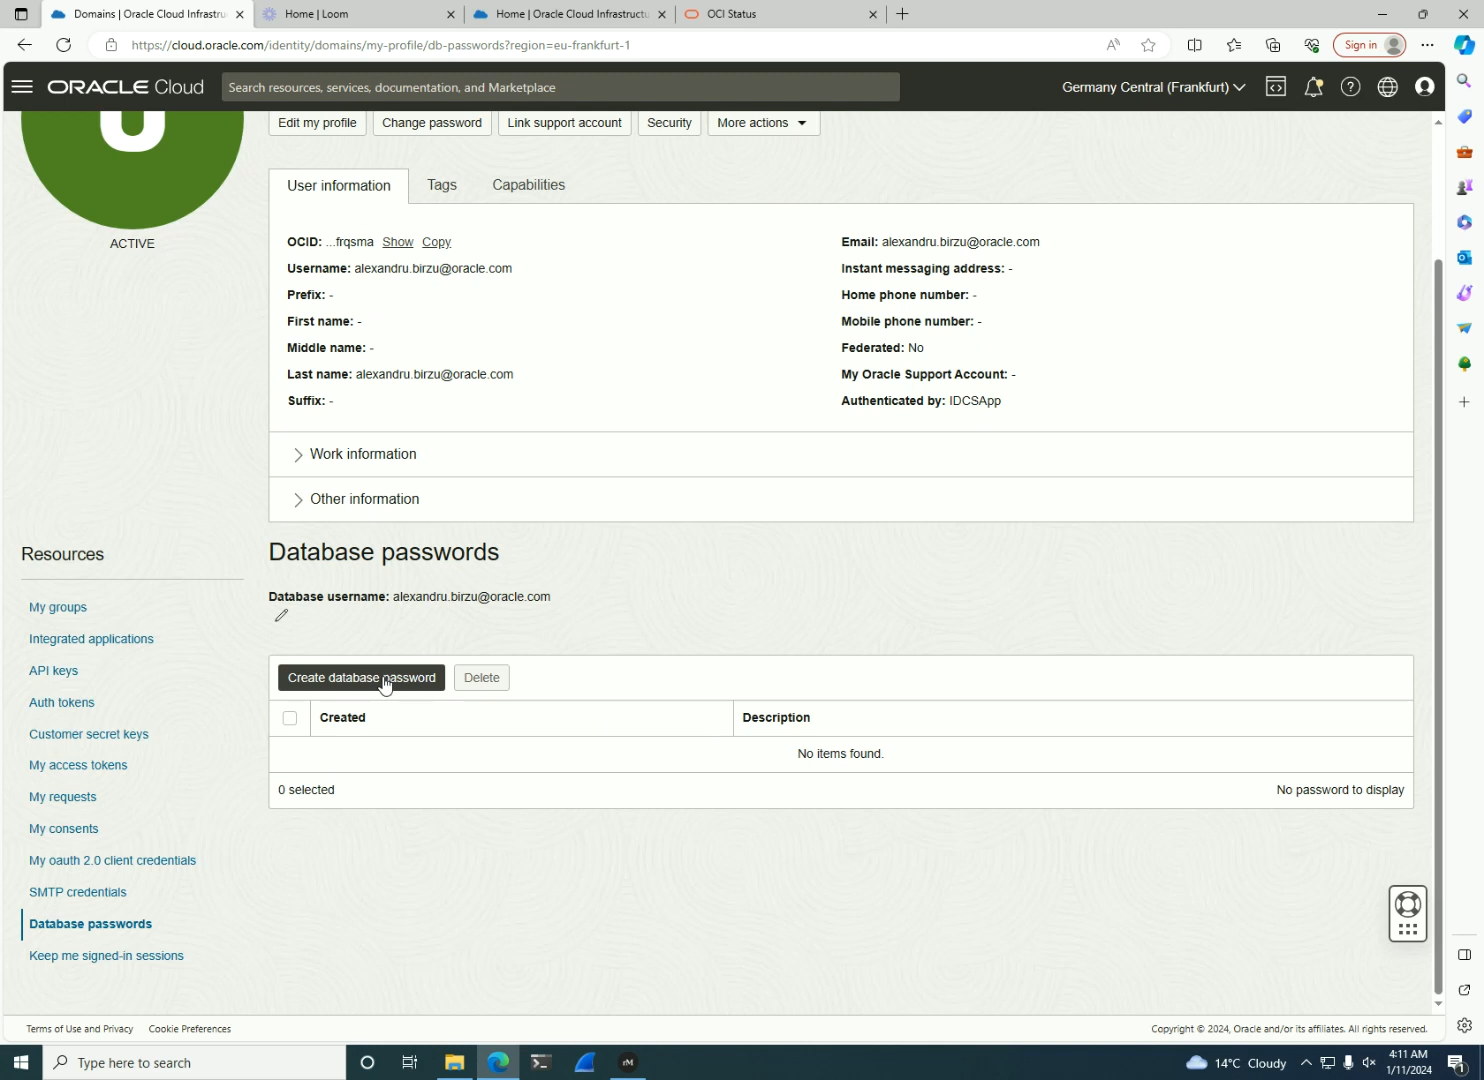 Domains | Oracle Cloud Infrastru
Home | Loom
Home | Oracle Cloud Infrastructu
OCI Status
https://cloud.oracle.com/identity/domains/my-profile/db-passwords?region=eu-frankfurt-1
Sign in
ORACLE Cloud
Search resources, services, documentation, and Marketplace
Germany Central (Frankfurt)
Edit my profile
Change password
Link support account
Security
More actions
ACTIVE
User information
Tags
Capabilities
OCID: ...frqsma Show Copy
Username: alexandru.birzu@oracle.com
Prefix: -
First name: -
Middle name: -
Last name: alexandru.birzu@oracle.com
Suffix: -
Email: alexandru.birzu@oracle.com
Instant messaging address: -
Home phone number: -
Mobile phone number: -
Federated: No
My Oracle Support Account: -
Authenticated by: IDCSApp
Work information
Other information
Resources
My groups
Integrated applications
API keys
Auth tokens
Customer secret keys
My access tokens
My requests
My consents
My oauth 2.0 client credentials
SMTP credentials
Database passwords
Keep me signed-in sessions
Database passwords
Database username: alexandru.birzu@oracle.com
Create database password
Delete
Created
Description
No items found.
0 selected
No password to display
Terms of Use and Privacy
Cookie Preferences
Copyright © 2024, Oracle and/or its affiliates. All rights reserved.
Type here to search
rM
14°C Cloudy
4:11 AM
1/11/2024
1